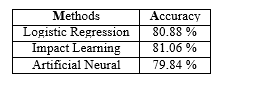 Methods Accuracy
Logistic Regression 80.88 %
Impact Learning 81.06 %
Artificial Neural 79.84 %